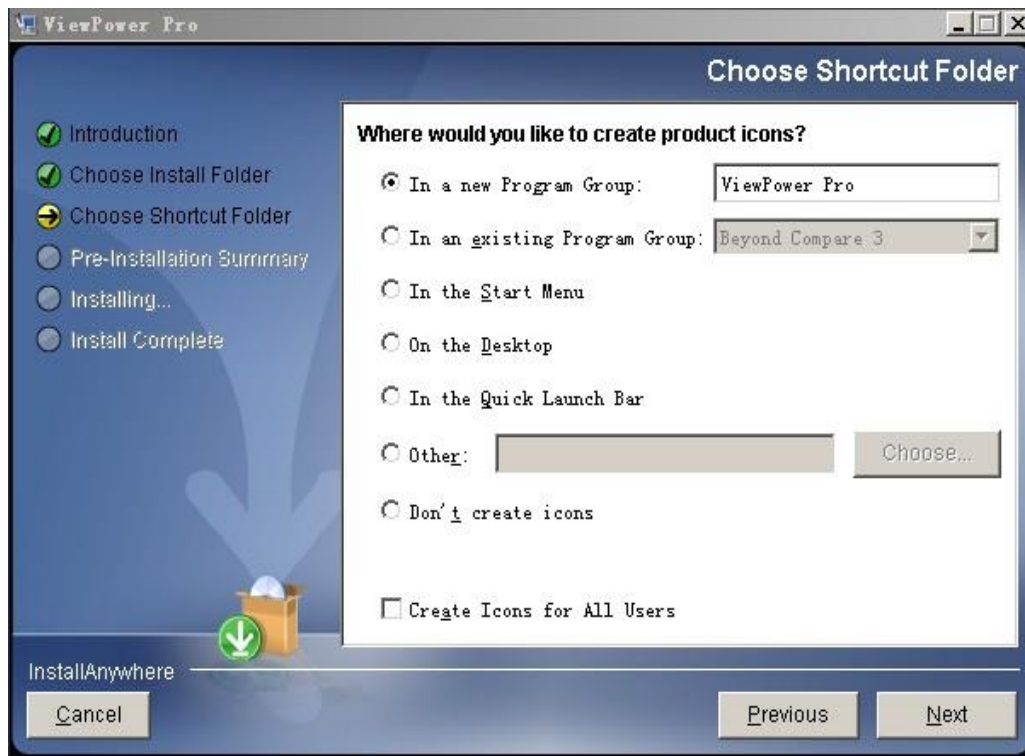 ViewPower Pro
Choose Shortcut Folder
Introduction
Choose Install Folder
Choose Shortcut Folder
Pre-Installation Summary
Installing...
Install Complete
Where would you like to create product icons?
In a new Program Group: ViewPower Pro
In an existing Program Group: Beyond Compare 3
In the Start Menu
On the Desktop
In the Quick Launch Bar
Other: Choose...
Don't create icons
Create Icons for All Users
InstallAnywhere
Cancel Previous Next